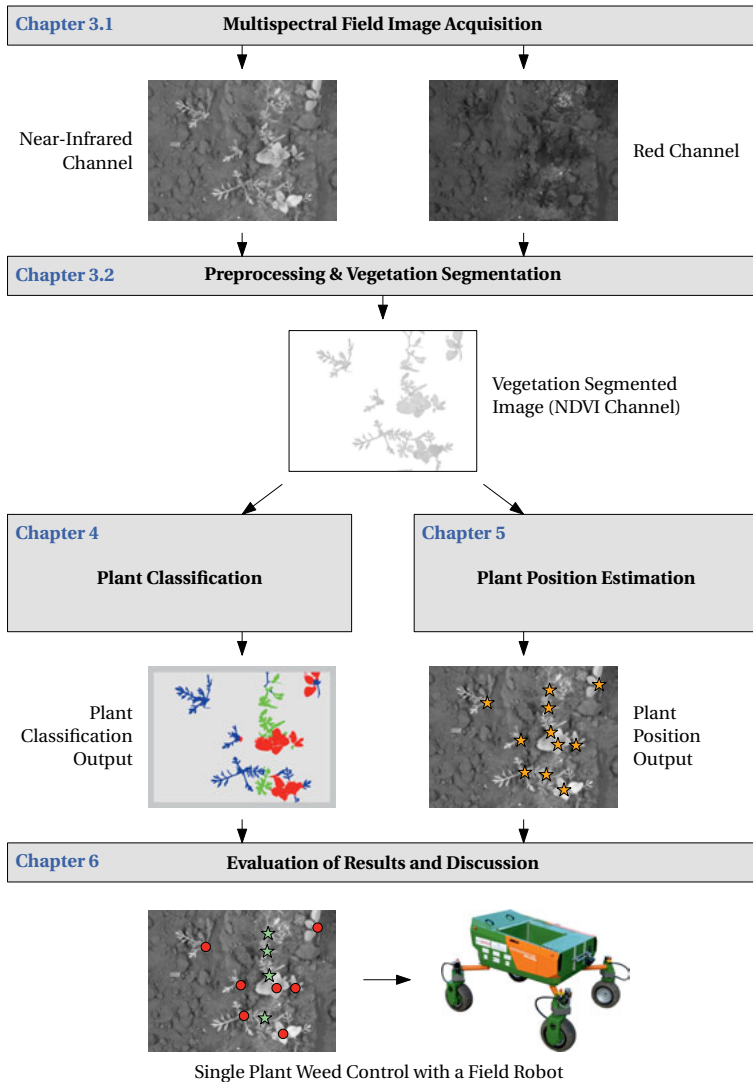 Chapter 3.1
Multispectral Field Image Acquisition
Near-Infrared
Channel
Red Channel
Chapter 3.2
Preprocessing & Vegetation Segmentation
Vegetation Segmented
Image (NDVI Channel)
Chapter 4
Plant Classification
Chapter 5
Plant Position Estimation
Plant
Classification
Output
Plant
Position
Output
Chapter 6
Evaluation of Results and Discussion
Single Plant Weed Control with a Field Robot